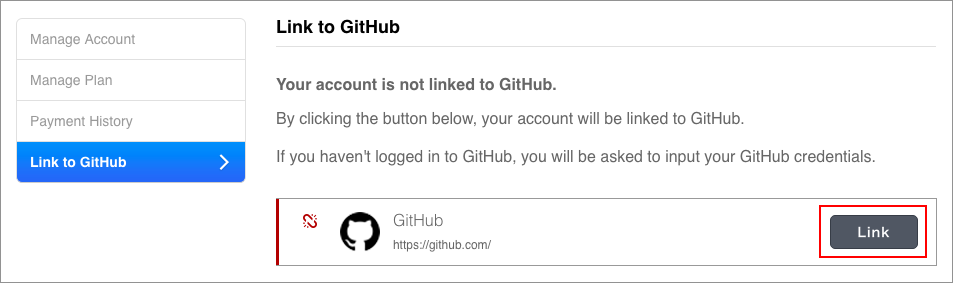 Manage Account
Manage Plan
Payment History
Link to GitHub
Link to GitHub
Your account is not linked to GitHub.
By clicking the button below, your account will be linked to GitHub.
If you haven't logged in to GitHub, you will be asked to input your GitHub credentials.
GitHub
https://github.com/
Link